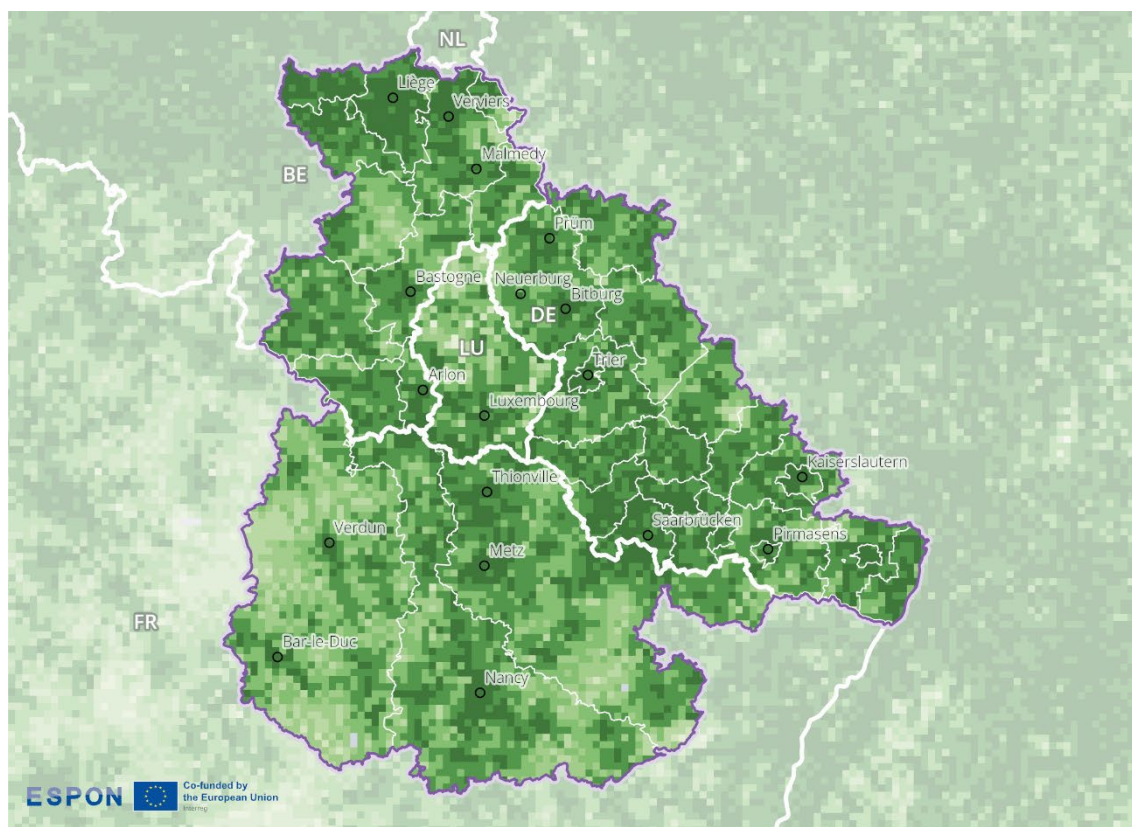 NL
Liège
Verviers
Malmedy
BE
Prüm
Bastogne
Neuerburg
Bitburg
DE
LU
Trier
Arlon
Luxembourg
Kaiserslautern
Thionville
Saarbrücken
Verdun
Pirmasens
Metz
FR
Bar-le-Duc
Nancy
ESPON
Co-funded by
the European Union
Interreg